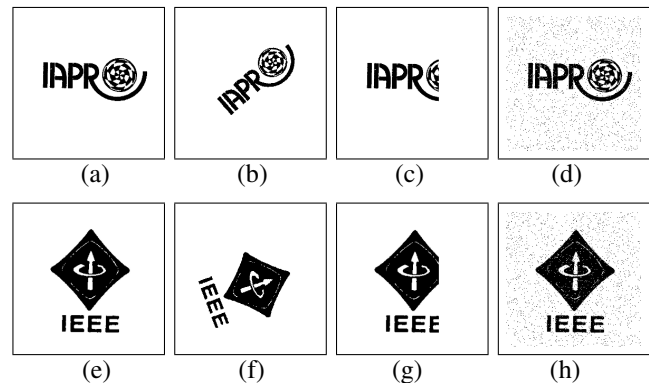 IAPR IAPR IAPR IAPR
(a) (b) (c) (d)
IEEE IEEE IEEE IEEE
(e) (f) (g) (h)